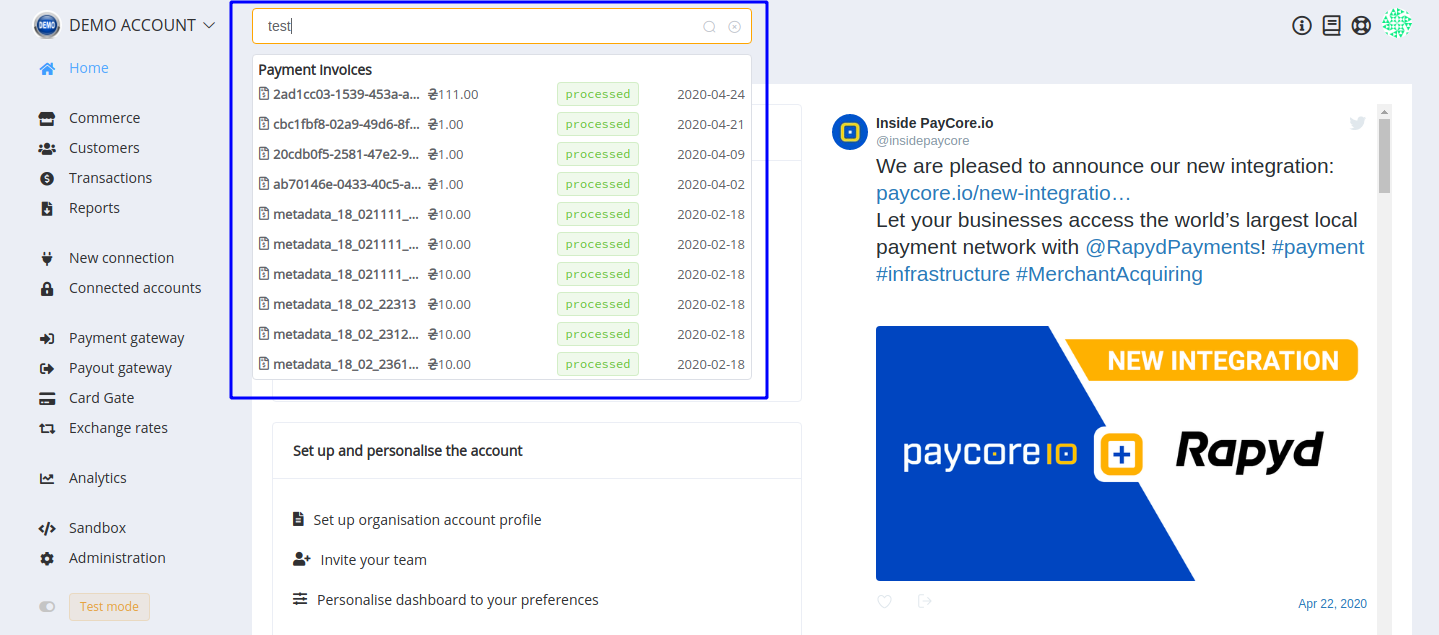 DEMO
DEMO ACCOUNT
Home
Commerce
Customers
Transactions
Reports
New connection
Connected accounts
Payment gateway
Payout gateway
Card Gate
Exchange rates
Analytics
Sandbox
Administration
Test mode
test
Payment Invoices
2ad1cc03-1539-453a-a... ₴111.00 processed 2020-04-24
cbc1fbf8-02a9-49d6-8f... ₴1.00 processed 2020-04-21
20cdb0f5-2581-47e2-9... ₴1.00 processed 2020-04-09
ab70146e-0433-40c5-a... ₴1.00 processed 2020-04-02
metadata_18_021111_... ₴10.00 processed 2020-02-18
metadata_18_021111_... ₴10.00 processed 2020-02-18
metadata_18_021111_... ₴10.00 processed 2020-02-18
metadata_18_02_22313 ₴10.00 processed 2020-02-18
metadata_18_02_2312... ₴10.00 processed 2020-02-18
metadata_18_02_2361... ₴10.00 processed 2020-02-18
Set up and personalise the account
Set up organisation account profile
Invite your team
Personalise dashboard to your preferences
Inside PayCore.io
@insidepaycore
We are pleased to announce our new integration:
paycore.io/new-integratio…
Let your businesses access the world’s largest local
payment network with @RapydPayments! #payment
#infrastructure #MerchantAcquiring
NEW INTEGRATION
paycore io
Rapyd
Apr 22, 2020